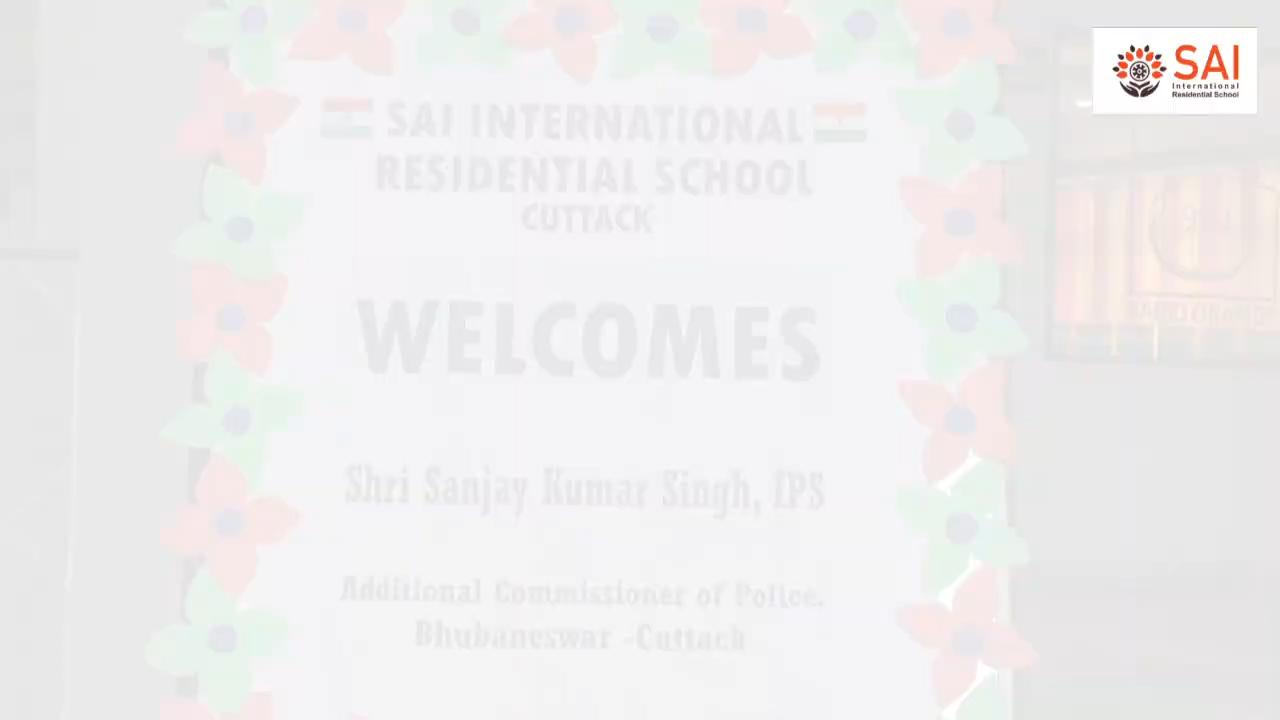 SAI
International
Residential School
SAI INTERNATIONAL
RESIDENTIAL SCHOOL
CUTTACK
WELCOMES
Shri Sanjay Kumar Singh, IPS
Additional Commissioner of Police.
Bhubaneswar -Cuttack